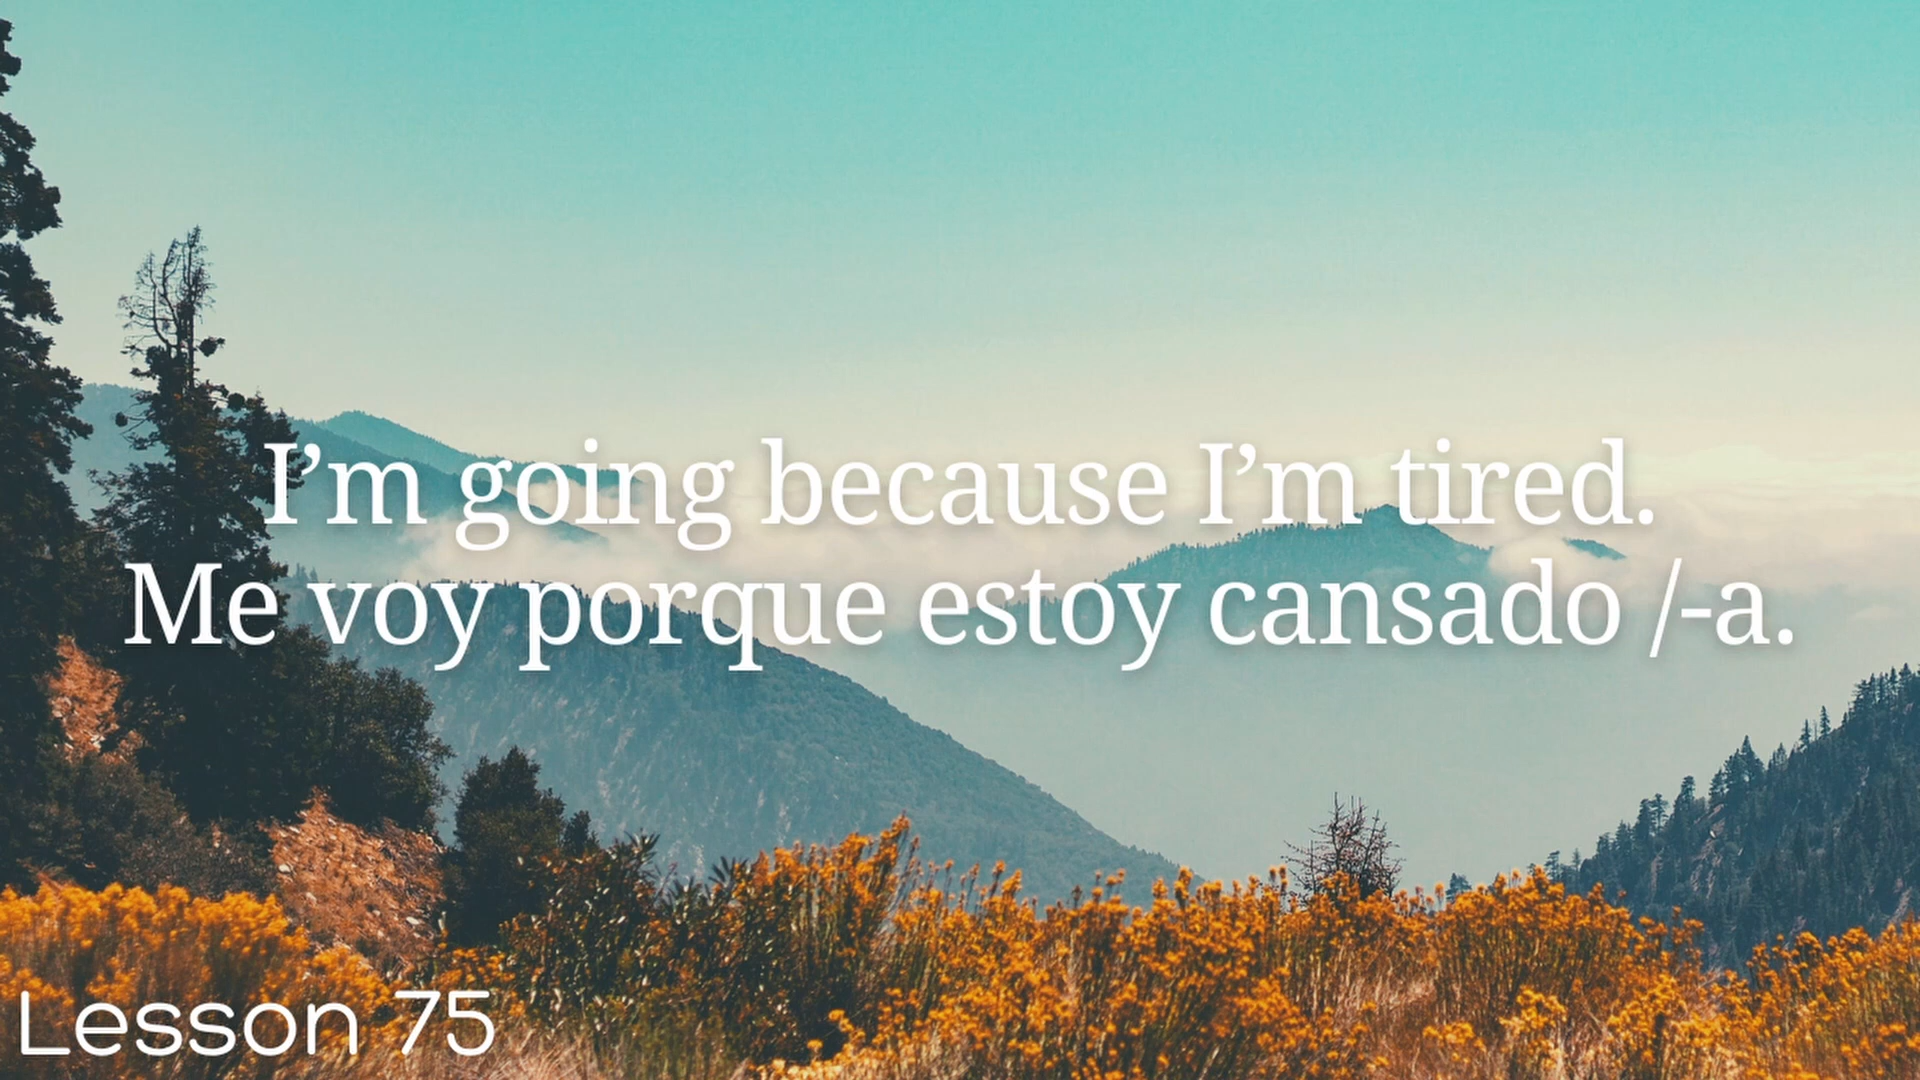 I’m going because I’m tired.
Me voy porque estoy cansado /-a.
Lesson 75